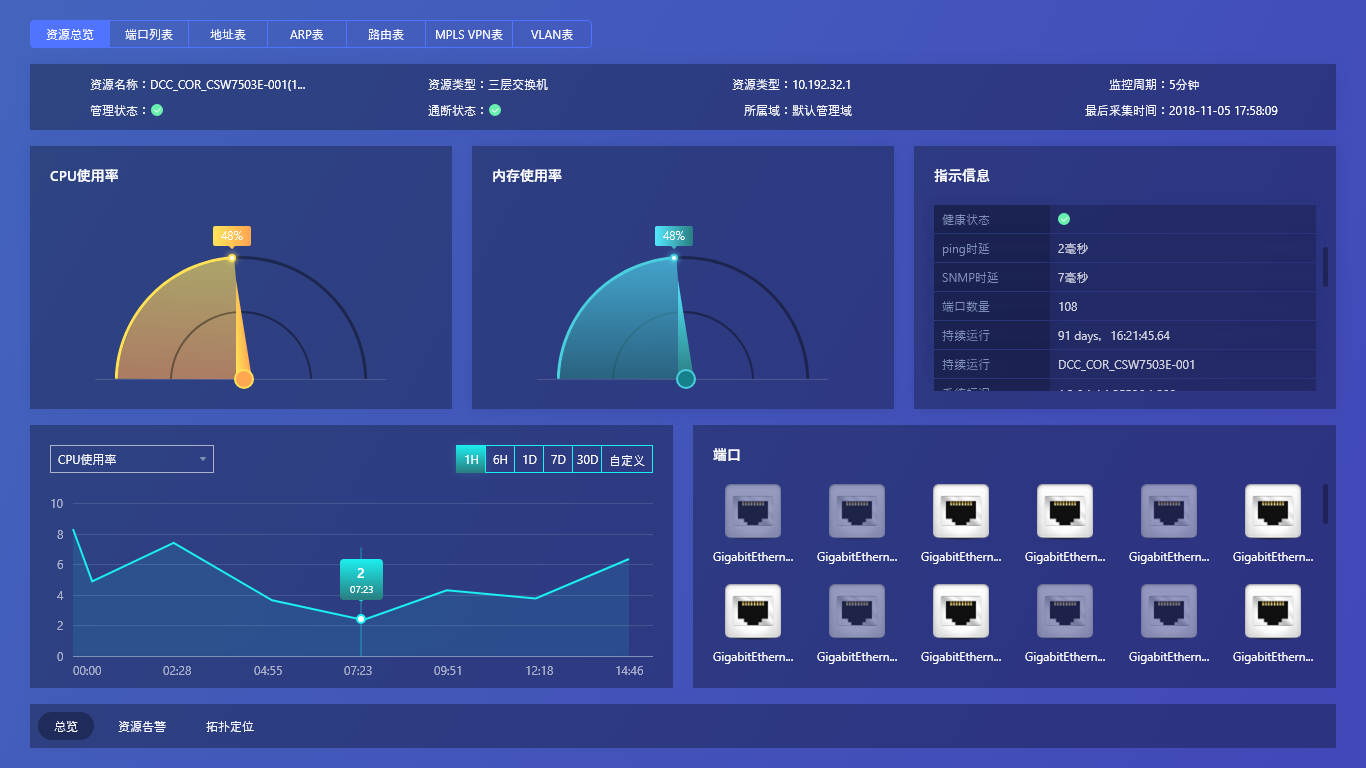 资源总览 端口列表 地址表 ARP表 路由表 MPLS VPN表 VLAN表
资源名称：DCC_COR_CSW7503E-001(1... 资源类型：三层交换机 资源类型：10.192.32.1 监控周期：5分钟
管理状态： 通断状态： 所属域：默认管理域 最后采集时间：2018-11-05 17:58:09
CPU使用率
48%
内存使用率
48%
指示信息
健康状态
ping时延 2毫秒
SNMP时延 7毫秒
端口数量 108
持续运行 91 days，16:21:45.64
持续运行 DCC_COR_CSW7503E-001
CPU使用率
1H 6H 1D 7D 30D 自定义
10
8
6
4
2
0
2
07:23
00:00 02:28 04:55 07:23 09:51 12:18 14:46
端口
GigabitEthern... GigabitEthern... GigabitEthern... GigabitEthern... GigabitEthern... GigabitEthern...
GigabitEthern... GigabitEthern... GigabitEthern... GigabitEthern... GigabitEthern... GigabitEthern...
总览 资源告警 拓扑定位